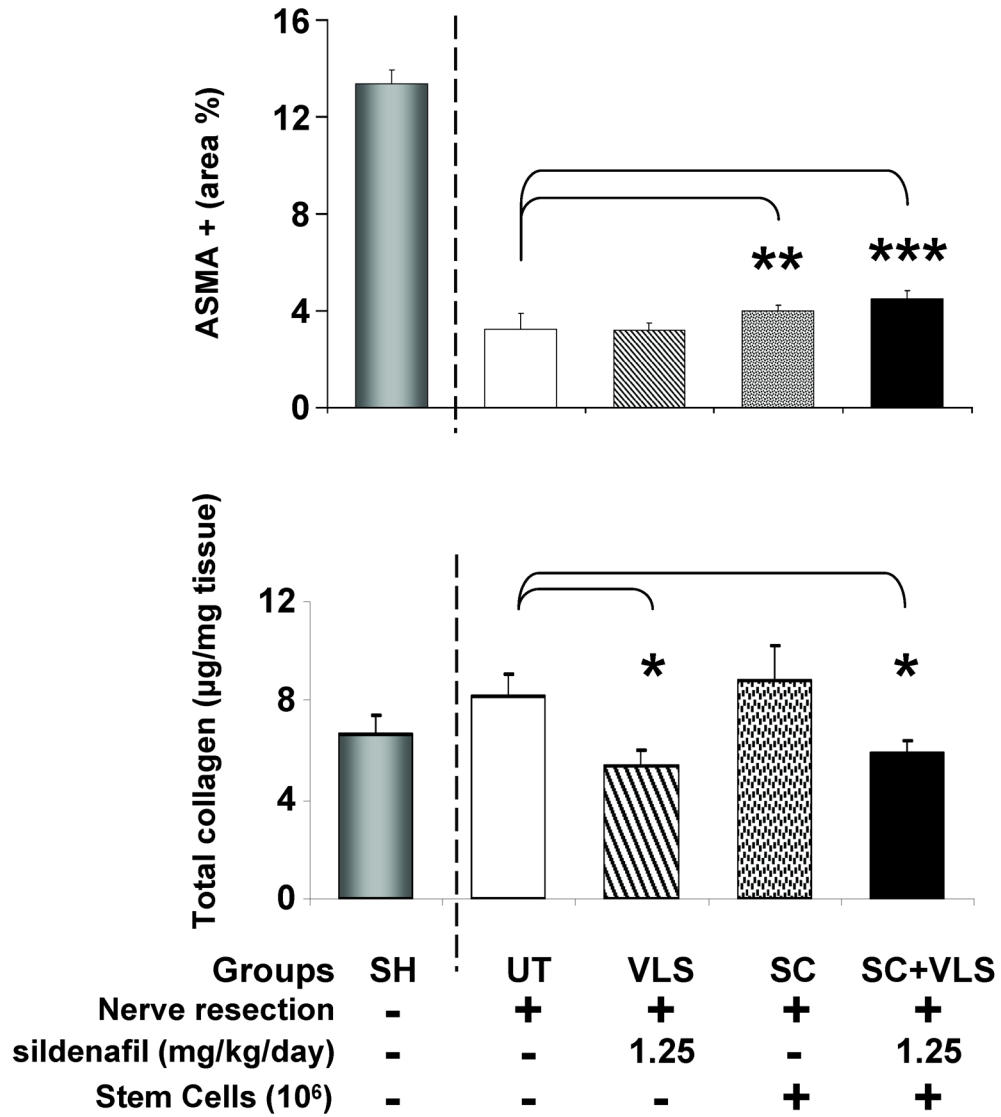 16
12
8
4
0
ASMA + (area %)
** ***
12
8
4
0
Total collagen (µg/mg tissue)
* *
Groups SH UT VLS SC SC+VLS
Nerve resection - + + + +
sildenafil (mg/kg/day) - - 1.25 - 1.25
Stem Cells (10⁶) - - - + +